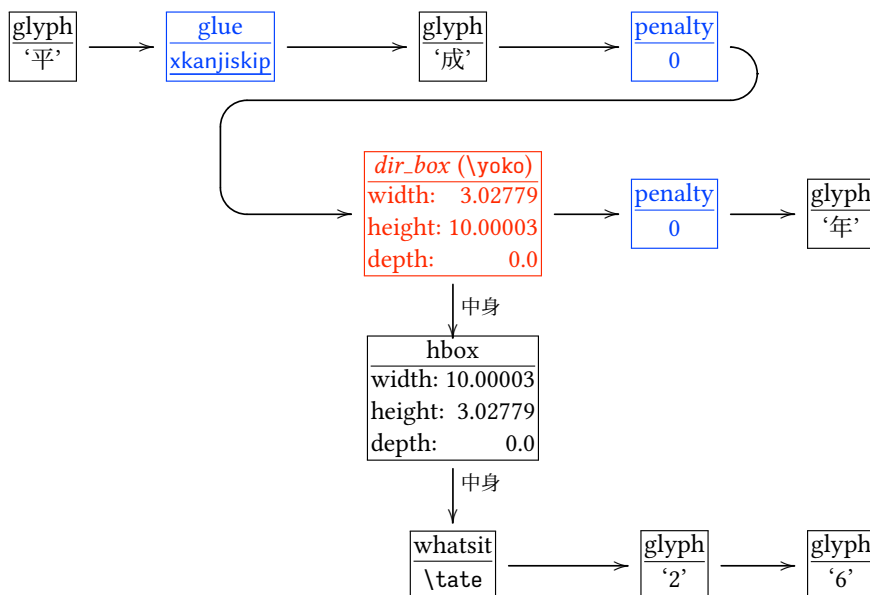 glyph glue glyph penalty
‘平’ xkanjiskip ‘成’ 0
dir_box (\yoko)
width: 3.02779
height: 10.00003
depth: 0.0
penalty
0
glyph
‘年’
中身
hbox
width: 10.00003
height: 3.02779
depth: 0.0
中身
whatsit glyph glyph
\tate ‘2’ ‘6’